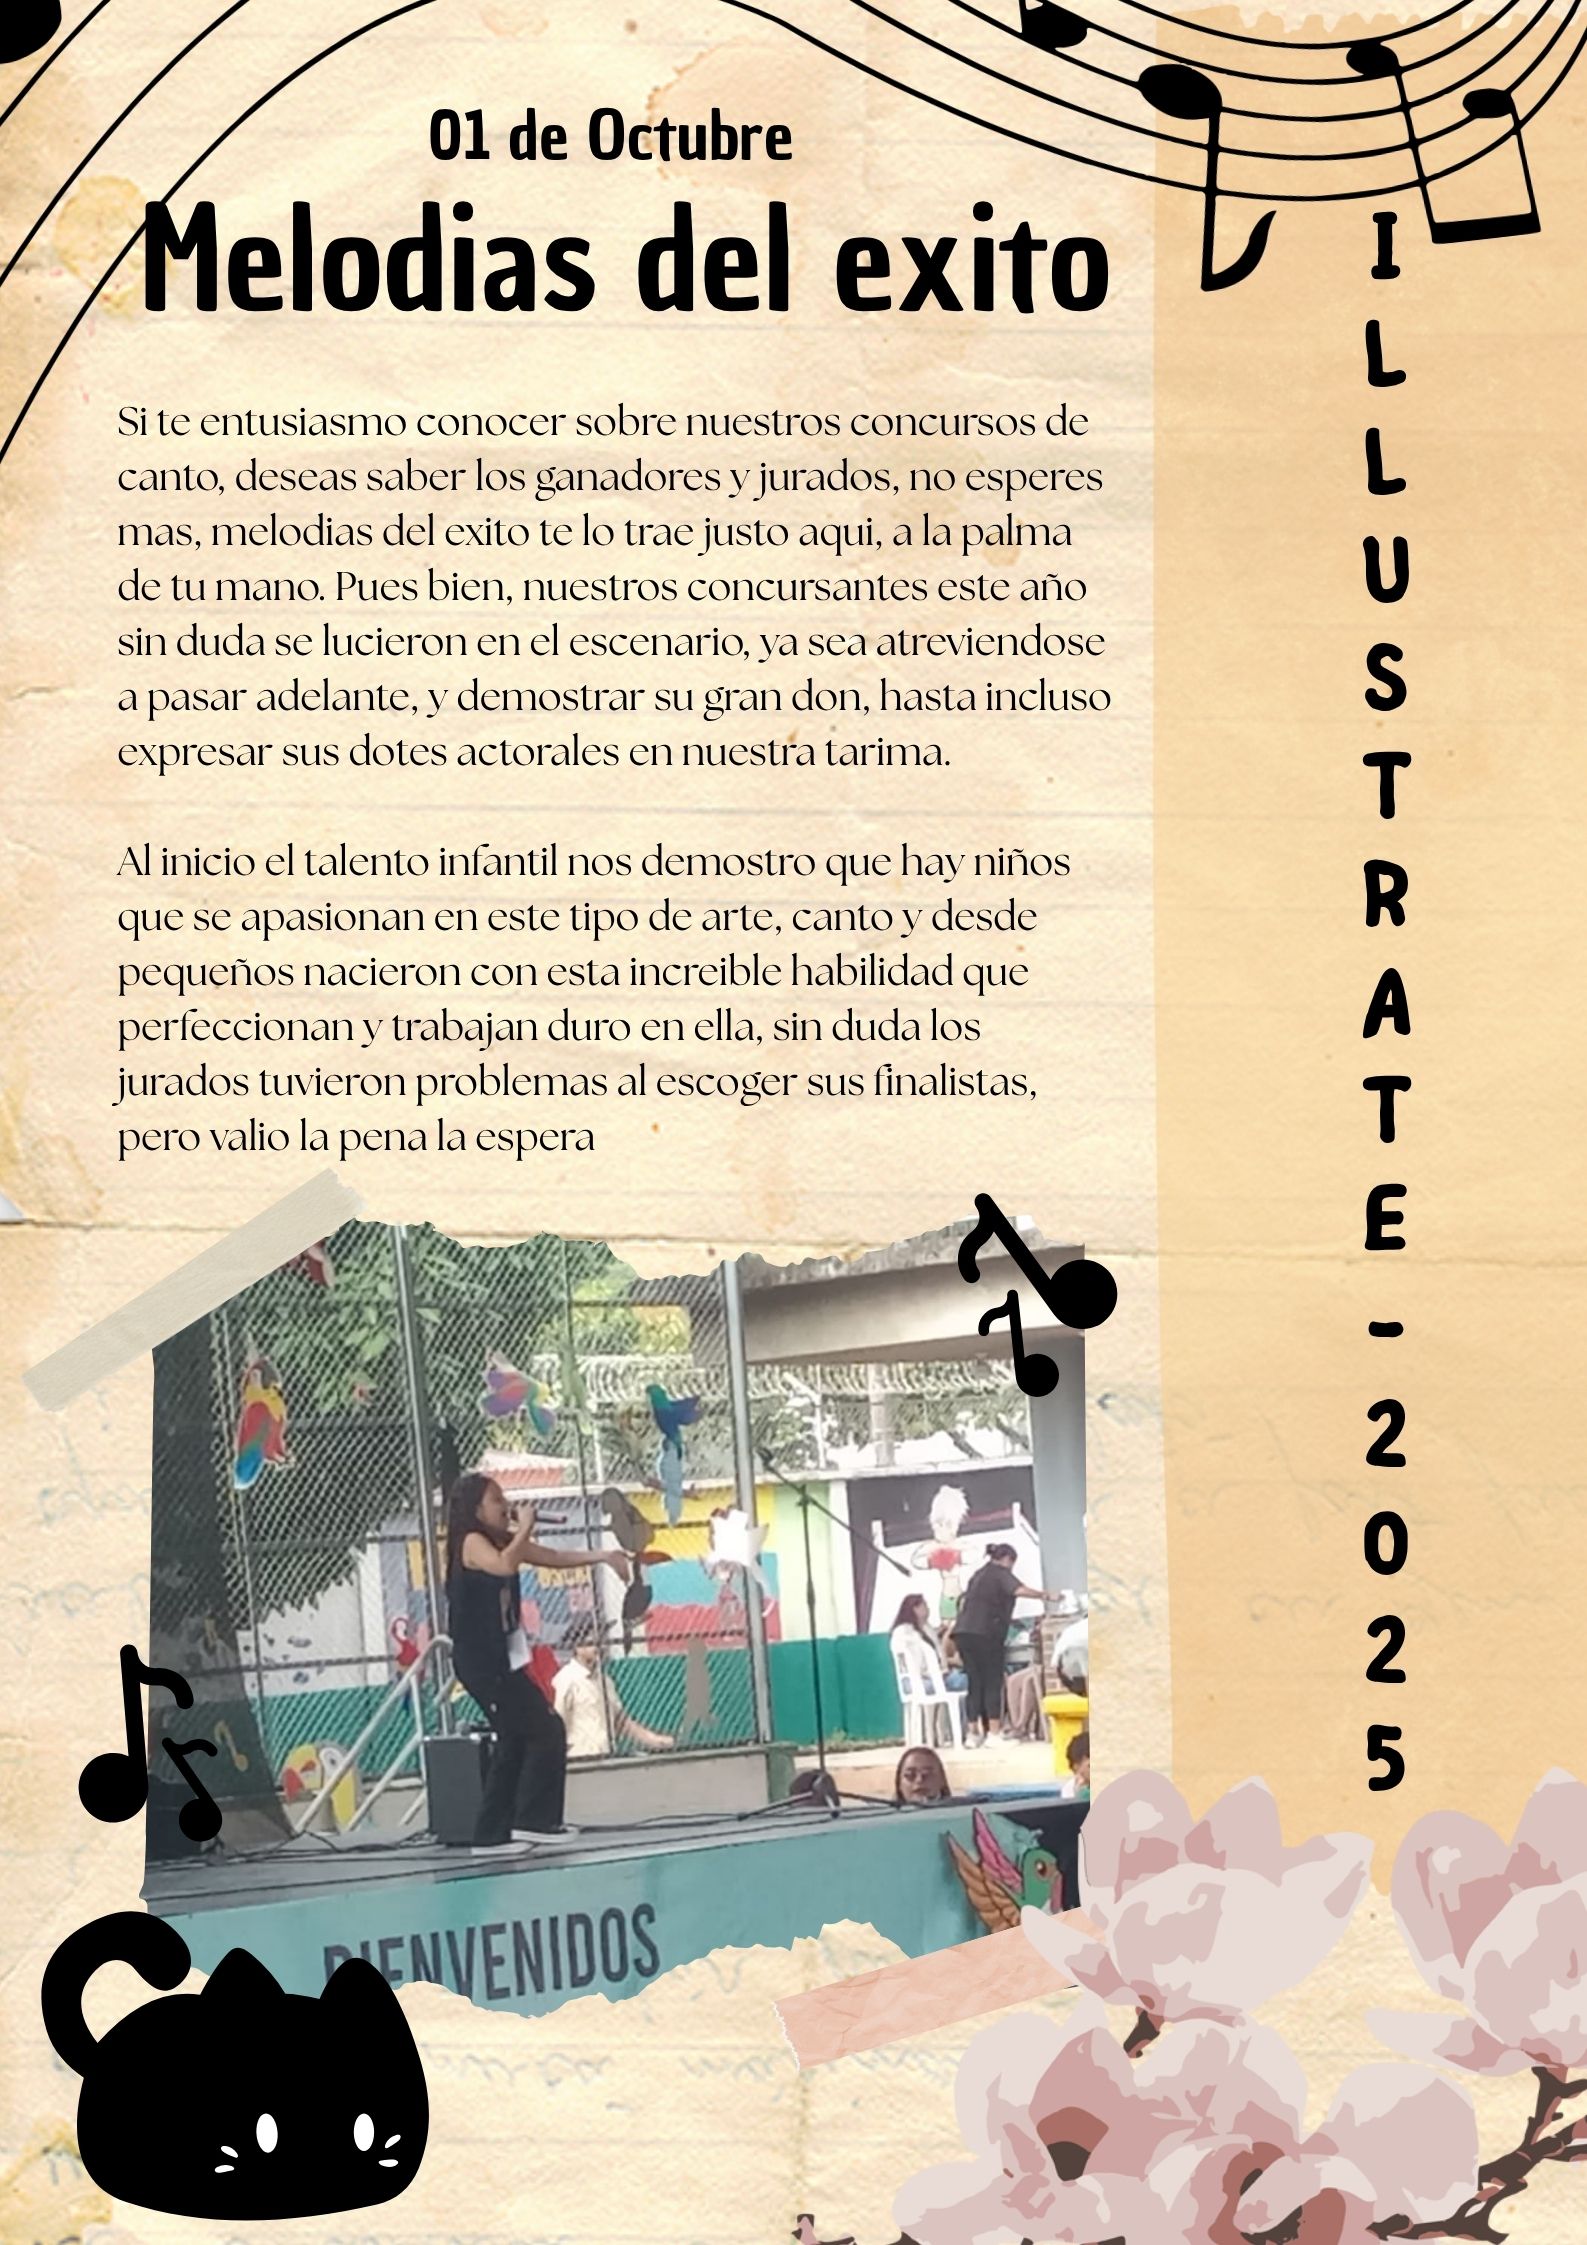 01 de Octubre
Melodias del exito
Si te entusiasmo conocer sobre nuestros concursos de
canto, deseas saber los ganadores y jurados, no esperes
mas, melodias del exito te lo trae justo aqui, a la palma
de tu mano. Pues bien, nuestros concursantes este año
sin duda se lucieron en el escenario, ya sea atreviendose
a pasar adelante, y demostrar su gran don, hasta incluso
expresar sus dotes actorales en nuestra tarima.
Al inicio el talento infantil nos demostro que hay niños
que se apasionan en este tipo de arte, canto y desde
pequeños nacieron con esta increible habilidad que
perfeccionan y trabajan duro en ella, sin duda los
jurados tuvieron problemas al escoger sus finalistas,
pero valio la pena la espera
BIENVENIDOS
ILLUSTRATE-2025